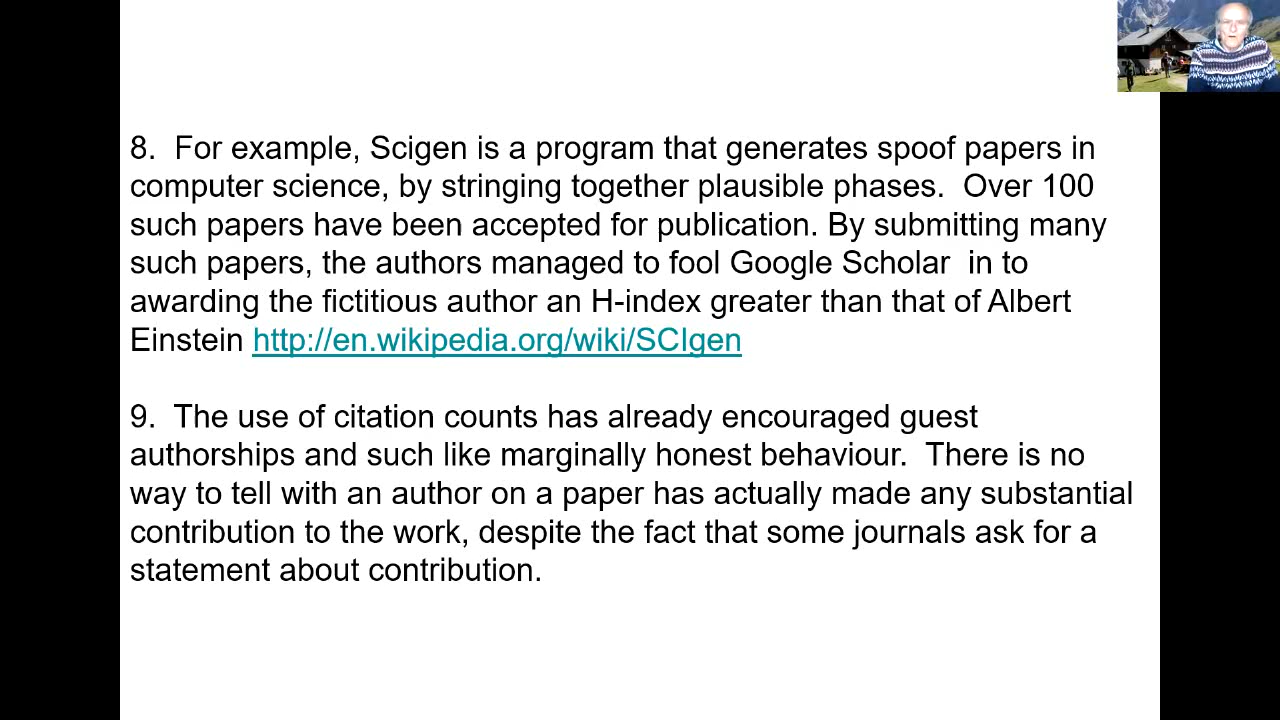 8.  For example, Scigen is a program that generates spoof papers in
computer science, by stringing together plausible phases.  Over 100
such papers have been accepted for publication. By submitting many
such papers, the authors managed to fool Google Scholar  in to
awarding the fictitious author an H-index greater than that of Albert
Einstein http://en.wikipedia.org/wiki/SCIgen
9.  The use of citation counts has already encouraged guest
authorships and such like marginally honest behaviour.  There is no
way to tell with an author on a paper has actually made any substantial
contribution to the work, despite the fact that some journals ask for a
statement about contribution.